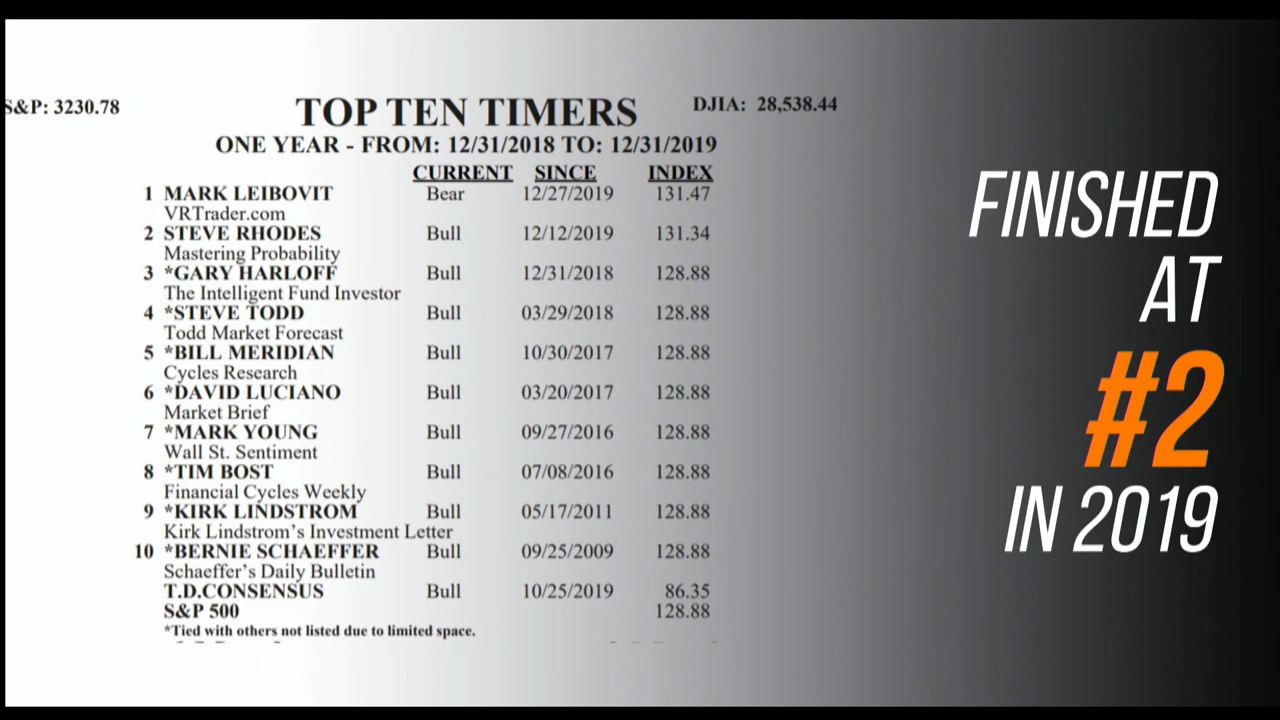 S&P: 3230.78
TOP TEN TIMERS
DJIA: 28,538.44
ONE YEAR - FROM: 12/31/2018 TO: 12/31/2019
CURRENT SINCE INDEX
1 MARK LEIBOVIT Bear 12/27/2019 131.47
VRTrader.com
2 STEVE RHODES Bull 12/12/2019 131.34
Mastering Probability
3 *GARY HARLOFF Bull 12/31/2018 128.88
The Intelligent Fund Investor
4 *STEVE TODD Bull 03/29/2018 128.88
Todd Market Forecast
5 *BILL MERIDIAN Bull 10/30/2017 128.88
Cycles Research
6 *DAVID LUCIANO Bull 03/20/2017 128.88
Market Brief
7 *MARK YOUNG Bull 09/27/2016 128.88
Wall St. Sentiment
8 *TIM BOST Bull 07/08/2016 128.88
Financial Cycles Weekly
9 *KIRK LINDSTROM Bull 05/17/2011 128.88
Kirk Lindstrom's Investment Letter
10 *BERNIE SCHAEFFER Bull 09/25/2009 128.88
Schaeffer's Daily Bulletin
T.D.CONSENSUS Bull 10/25/2019 86.35
S&P 500 128.88
*Tied with others not listed due to limited space.
FINISHED
AT
#2
IN 2019